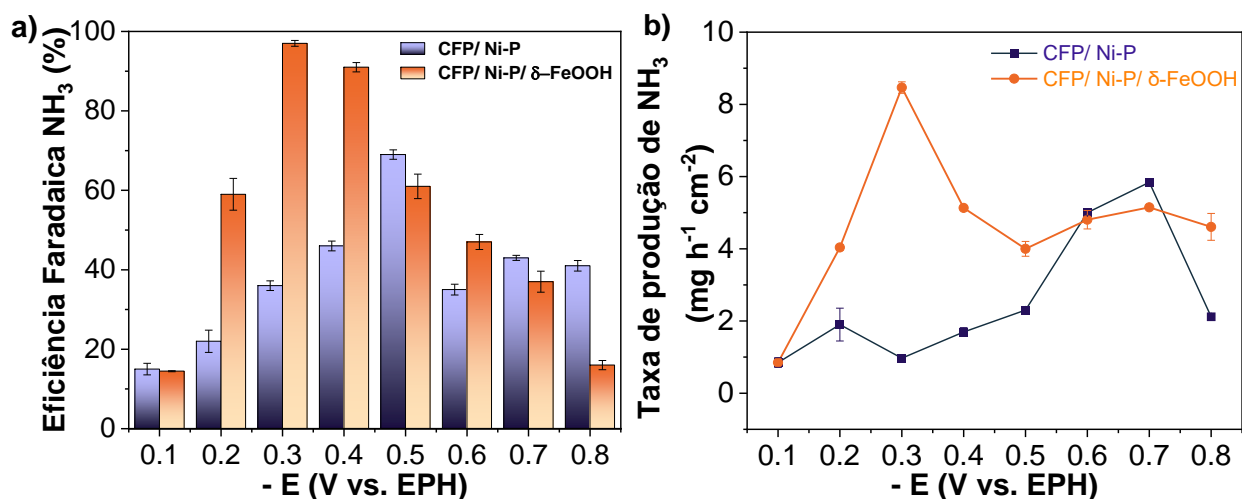 a)
Eficiência Faradaica NH3 (%)
100
80
60
40
20
0
CFP/ Ni-P
CFP/ Ni-P/ δ–FeOOH
0.1 0.2 0.3 0.4 0.5 0.6 0.7 0.8
- E (V vs. EPH)
b)
Taxa de produção de NH3
(mg h-1 cm-2)
10
8
6
4
2
0
CFP/ Ni-P
CFP/ Ni-P/ δ-FeOOH
0.1 0.2 0.3 0.4 0.5 0.6 0.7 0.8
- E (V vs. EPH)